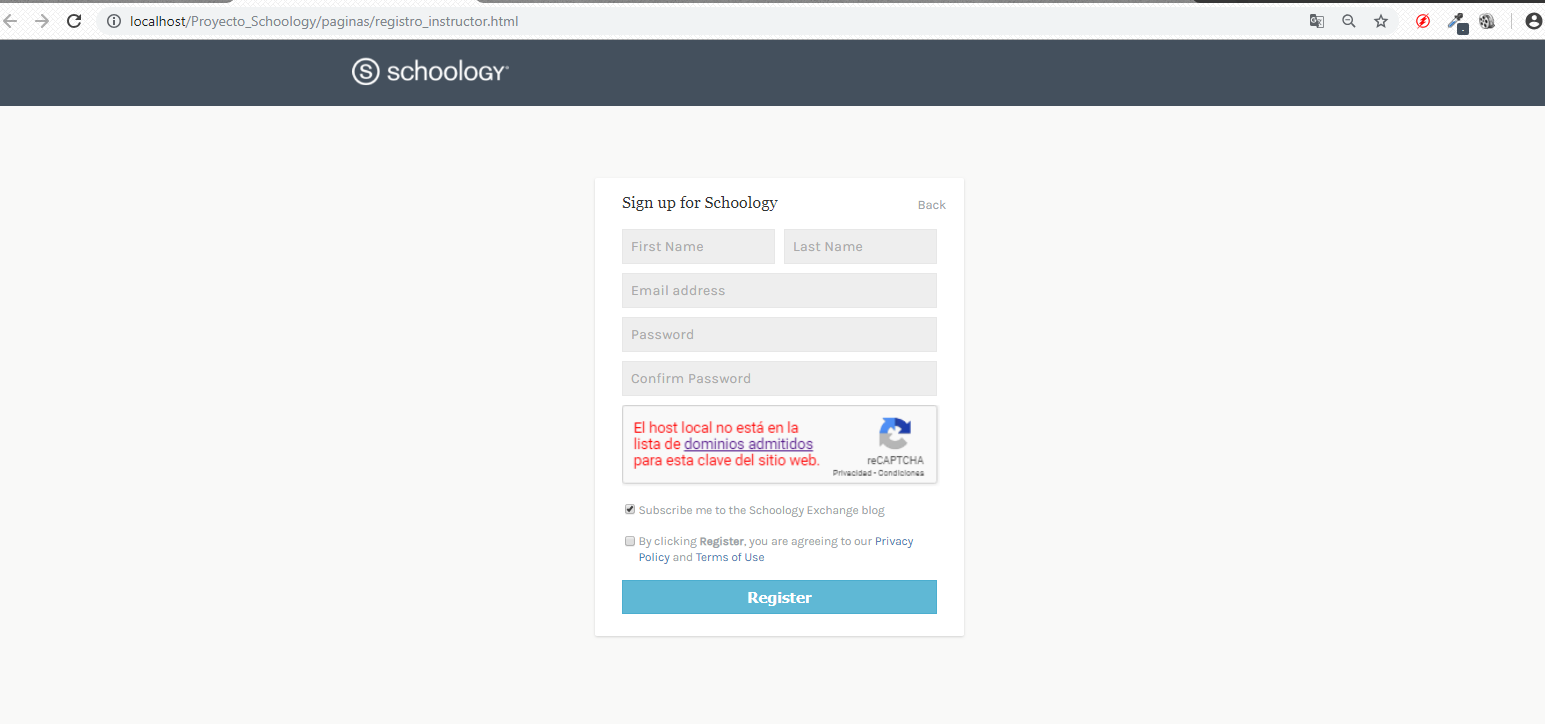 localhost/Proyecto_Schoology/paginas/registro_instructor.html
S schoology®
Sign up for Schoology
Back
First Name
Last Name
Email address
Password
Confirm Password
El host local no está en la
lista de dominios admitidos
para esta clave del sitio web.
reCAPTCHA
Privacidad - Condiciones
Subscribe me to the Schoology Exchange blog
By clicking Register, you are agreeing to our Privacy
Policy and Terms of Use
Register